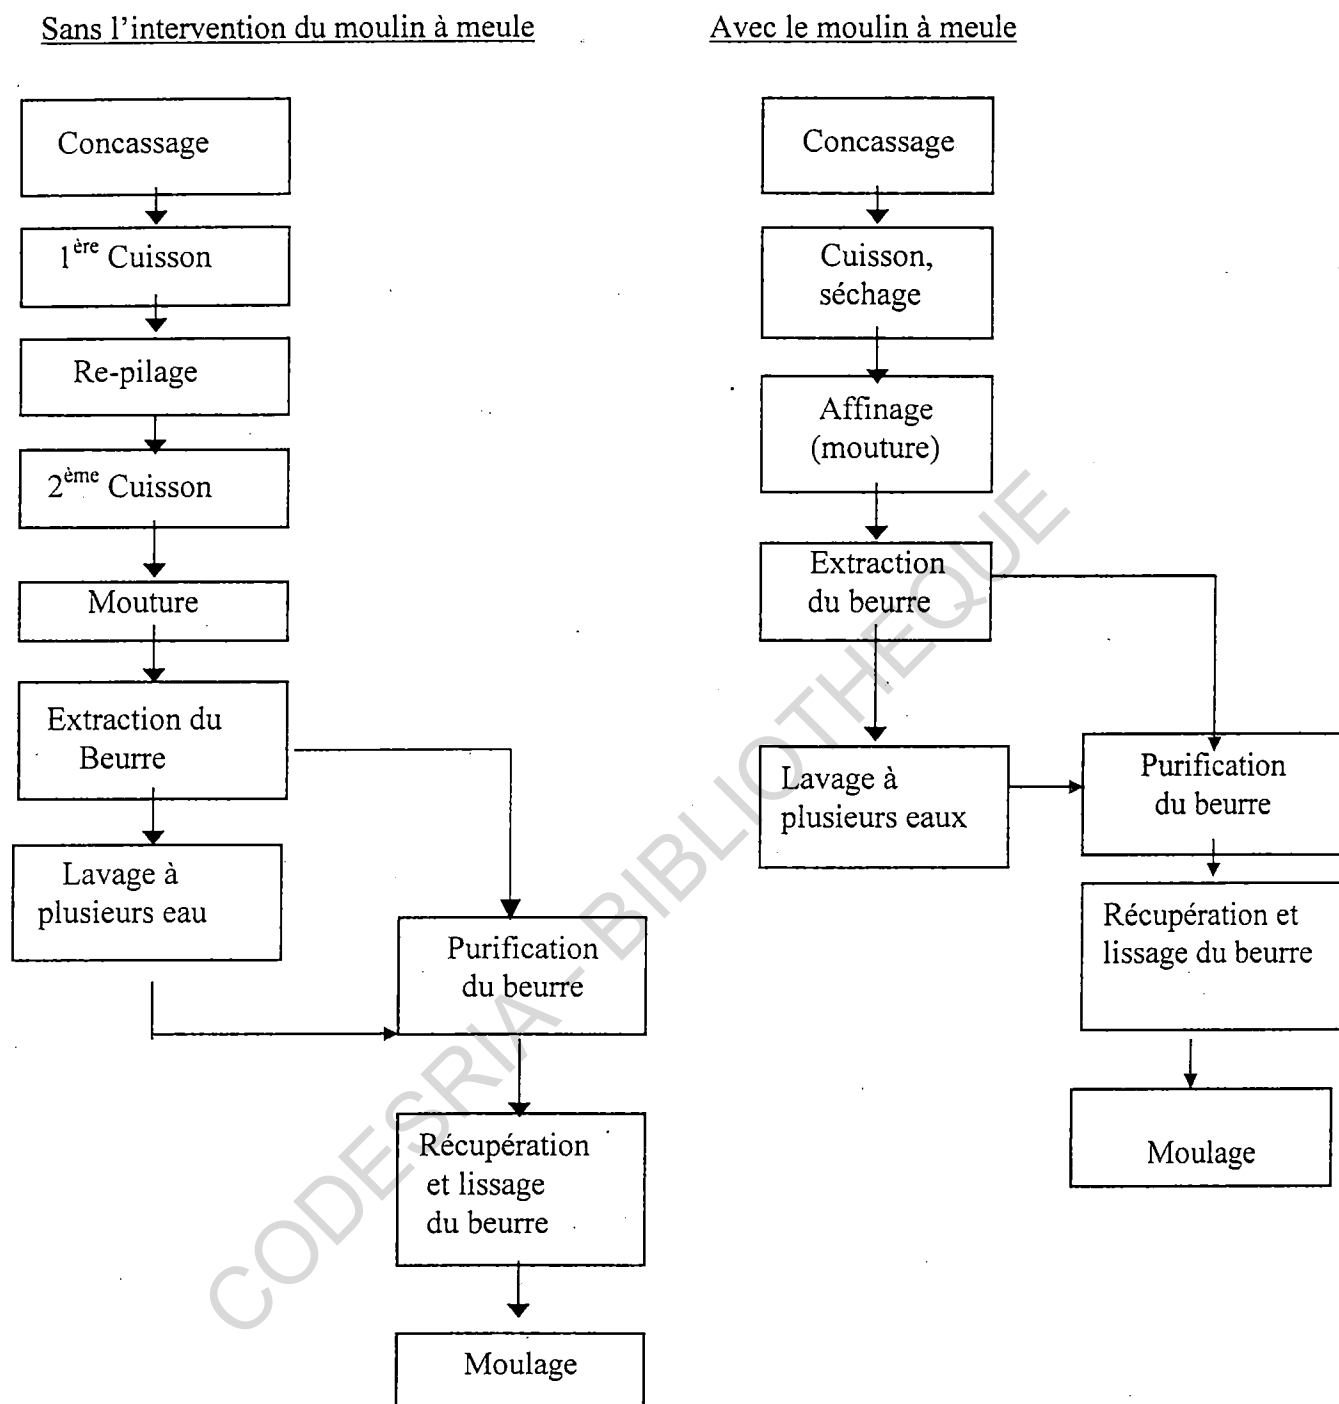 Sans l'intervention du moulin à meule
Concassage
1ère Cuisson
Re-pilage
2ème Cuisson
Mouture
Extraction du
Beurre
Lavage à
plusieurs eau
Purification
du beurre
Récupération
et lissage
du beurre
Moulage
Avec le moulin à meule
Concassage
Cuisson,
séchage
Affinage
(mouture)
Extraction
du beurre
Lavage à
plusieurs eaux
Purification
du beurre
Récupération et
lissage du beurre
Moulage
CODESRIA - BIBLIOTHEQUE